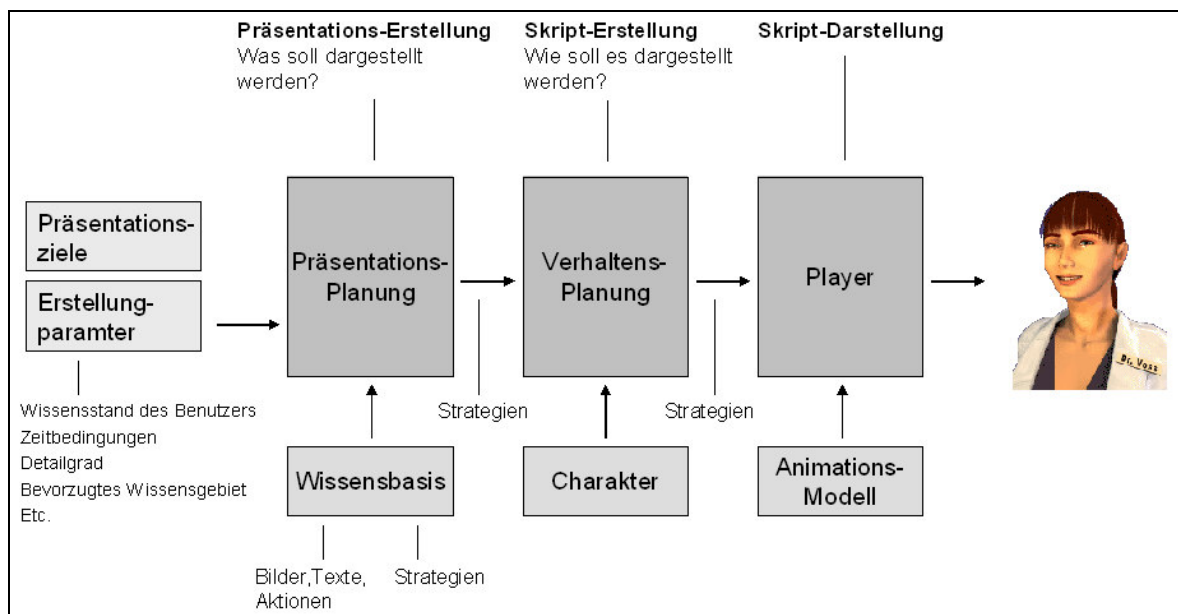 Präsentations-Erstellung
Was soll dargestellt
werden?
Skript-Erstellung
Wie soll es dargestellt
werden?
Skript-Darstellung
Präsentations-
ziele
Erstellung-
paramter
Wissensstand des Benutzers
Zeitbedingungen
Detailgrad
Bevorzugtes Wissensgebiet
Etc.
Präsentations-
Planung
Strategien
Verhaltens-
Planung
Strategien
Player
Dr. Voss
Wissensbasis
Charakter
Animations-
Modell
Bilder,Texte,
Aktionen
Strategien